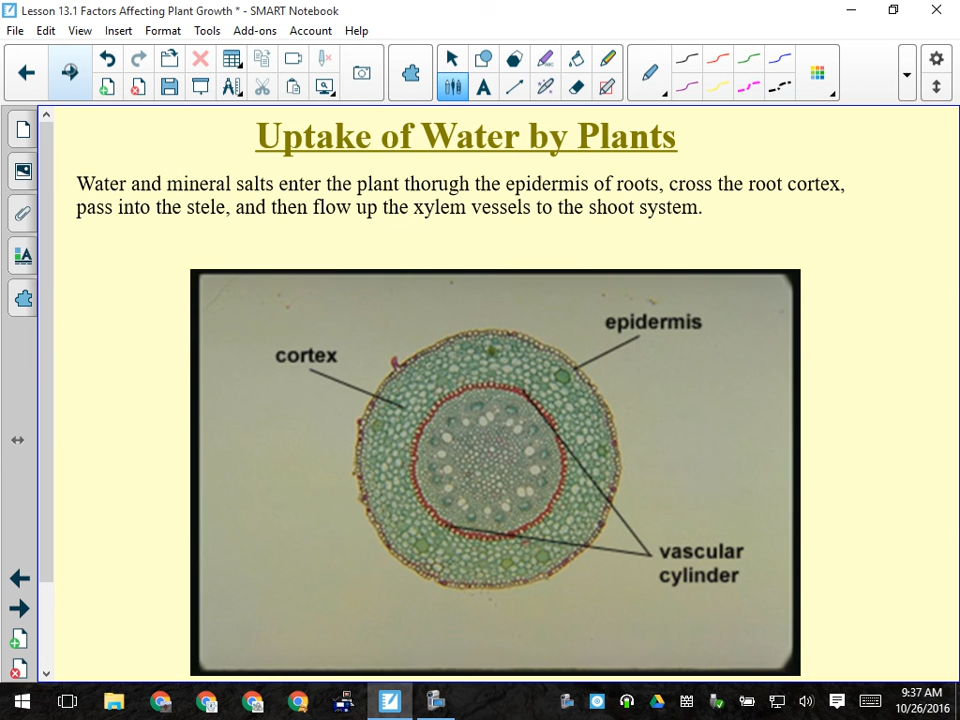 Lesson 13.1 Factors Affecting Plant Growth * - SMART Notebook
File Edit View Insert Format Tools Add-ons Account Help
Uptake of Water by Plants
Water and mineral salts enter the plant thorugh the epidermis of roots, cross the root cortex,
pass into the stele, and then flow up the xylem vessels to the shoot system.
epidermis
cortex
vascular
cylinder
9:37 AM
10/26/2016